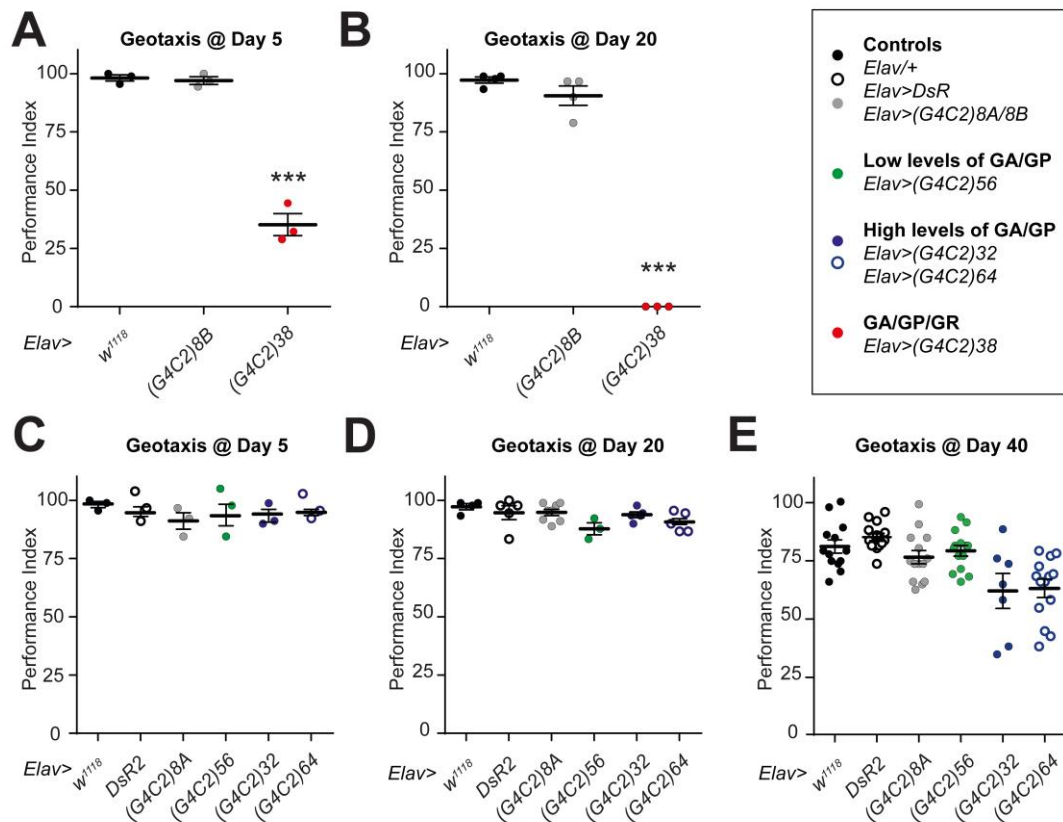 A
Geotaxis @ Day 5
Performance Index
100
75
50
25
0
***
Elav>
w1118
(G4C2)8B
(G4C2)38
B
Geotaxis @ Day 20
Performance Index
100
75
50
25
0
***
Elav>
w1118
(G4C2)8B
(G4C2)38
Controls
Elav/+
Elav>DsR
Elav>(G4C2)8A/8B
Low levels of GA/GP
Elav>(G4C2)56
High levels of GA/GP
Elav>(G4C2)32
Elav>(G4C2)64
GA/GP/GR
Elav>(G4C2)38
C
Geotaxis @ Day 5
Performance Index
100
75
50
25
0
Elav>
w1118
DsR2
(G4C2)8A
(G4C2)56
(G4C2)32
(G4C2)64
D
Geotaxis @ Day 20
Performance Index
100
75
50
25
0
Elav>
w1118
DsR2
(G4C2)8A
(G4C2)56
(G4C2)32
(G4C2)64
E
Geotaxis @ Day 40
Performance Index
100
75
50
25
0
Elav>
w1118
DsR2
(G4C2)8A
(G4C2)56
(G4C2)32
(G4C2)64